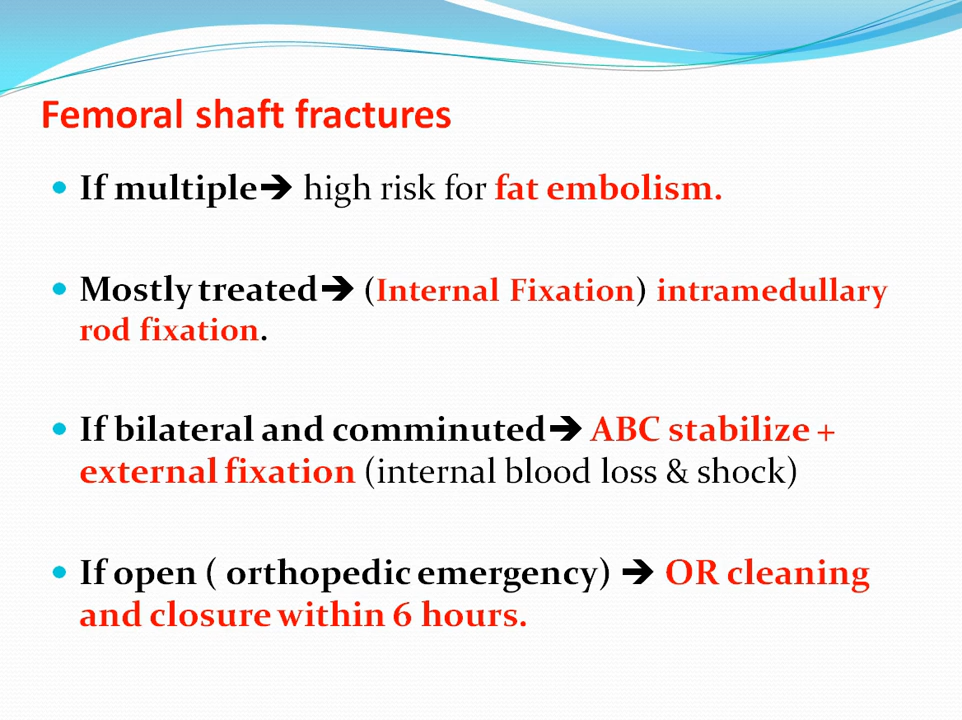 Femoral shaft fractures
• If multiple➔ high risk for fat embolism.
• Mostly treated➔ (Internal Fixation) intramedullary
rod fixation.
• If bilateral and comminuted➔ ABC stabilize +
external fixation (internal blood loss & shock)
• If open ( orthopedic emergency) ➔ OR cleaning
and closure within 6 hours.